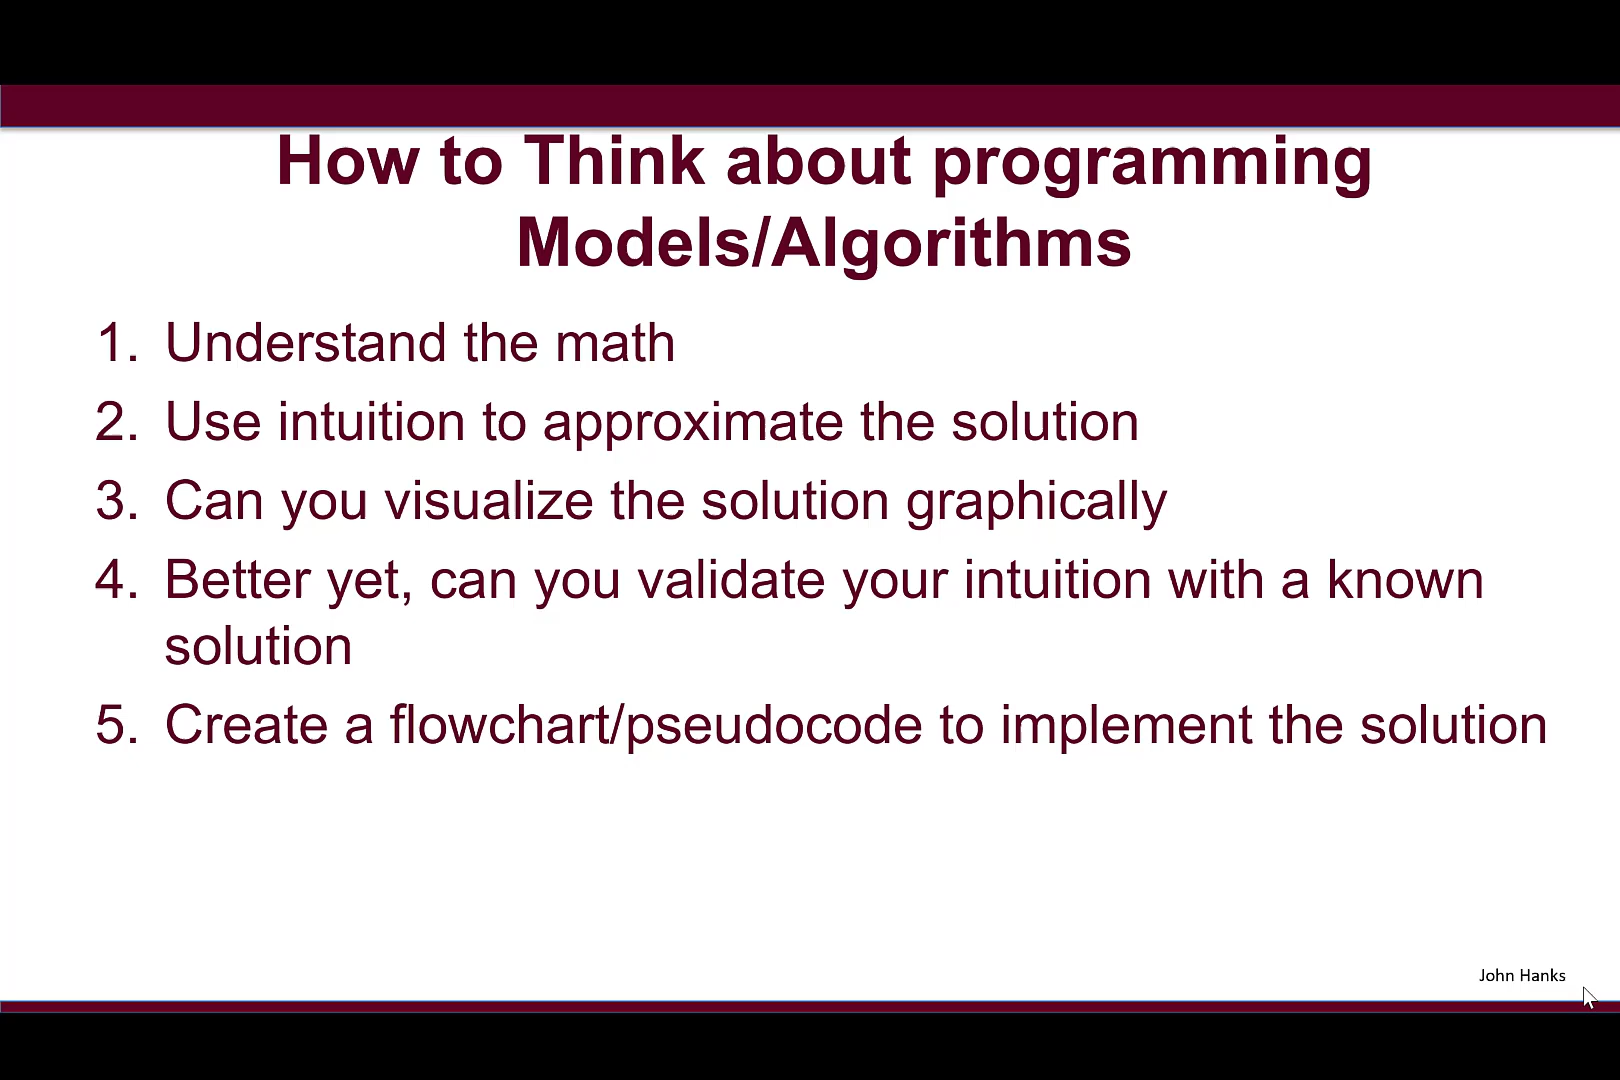 How to Think about programming
Models/Algorithms
1. Understand the math
2. Use intuition to approximate the solution
3. Can you visualize the solution graphically
4. Better yet, can you validate your intuition with a known
solution
5. Create a flowchart/pseudocode to implement the solution
John Hanks